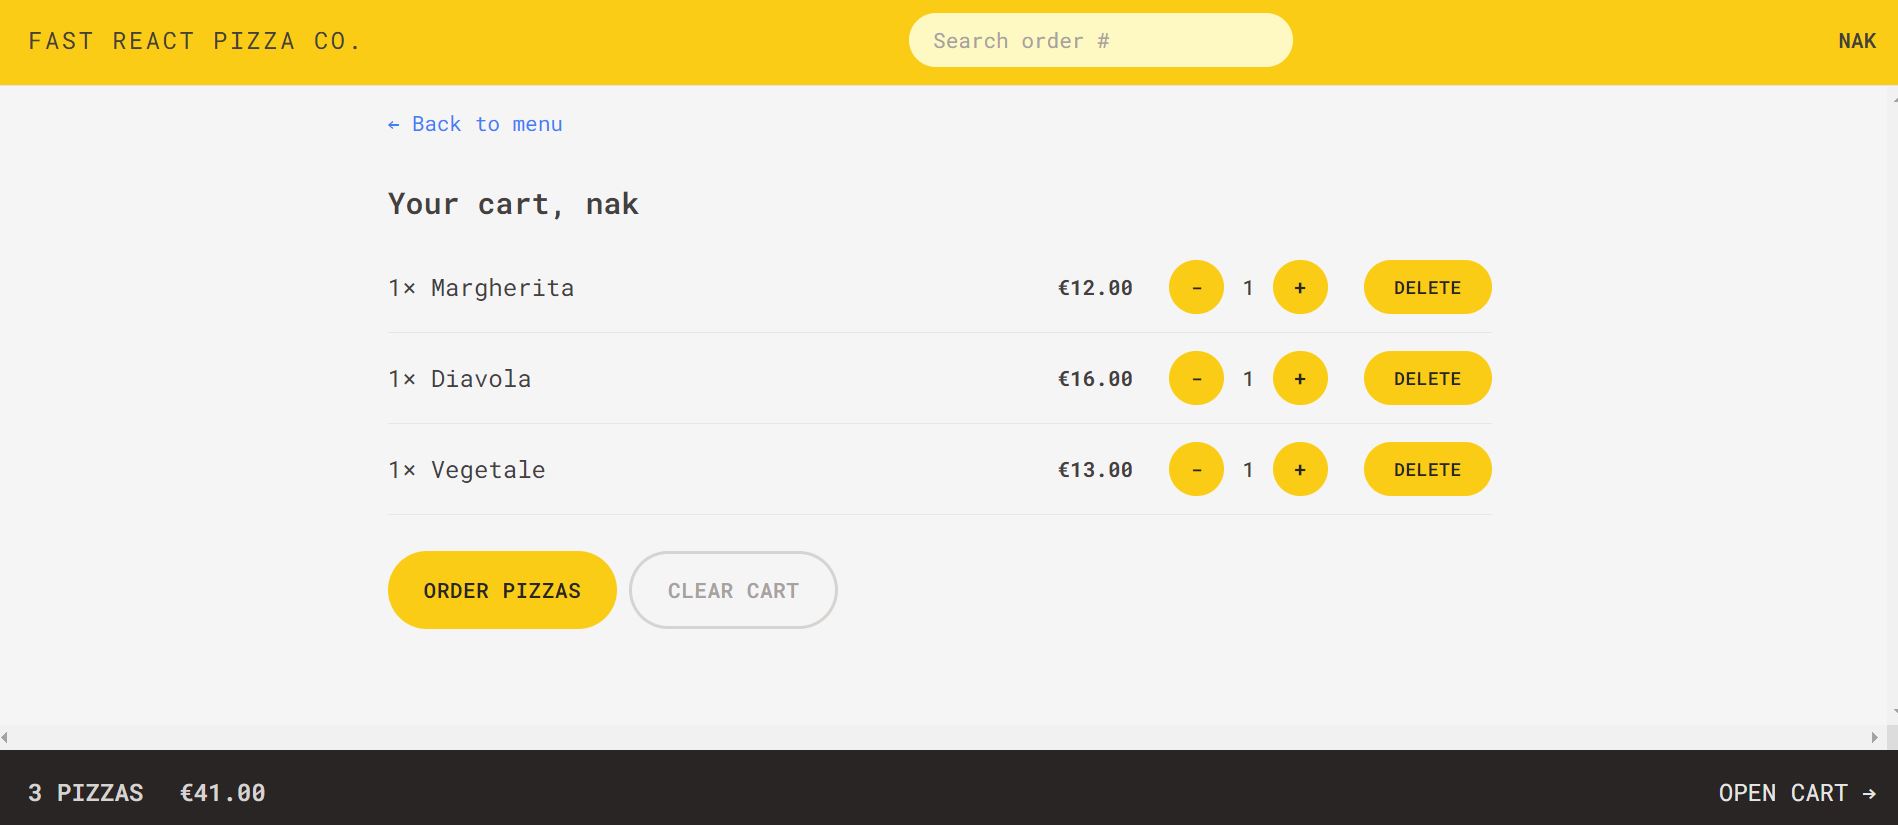 FAST REACT PIZZA CO.
Search order #
NAK
← Back to menu
Your cart, nak
1× Margherita €12.00 - 1 + DELETE
1× Diavola €16.00 - 1 + DELETE
1× Vegetale €13.00 - 1 + DELETE
ORDER PIZZAS CLEAR CART
3 PIZZAS €41.00 OPEN CART →